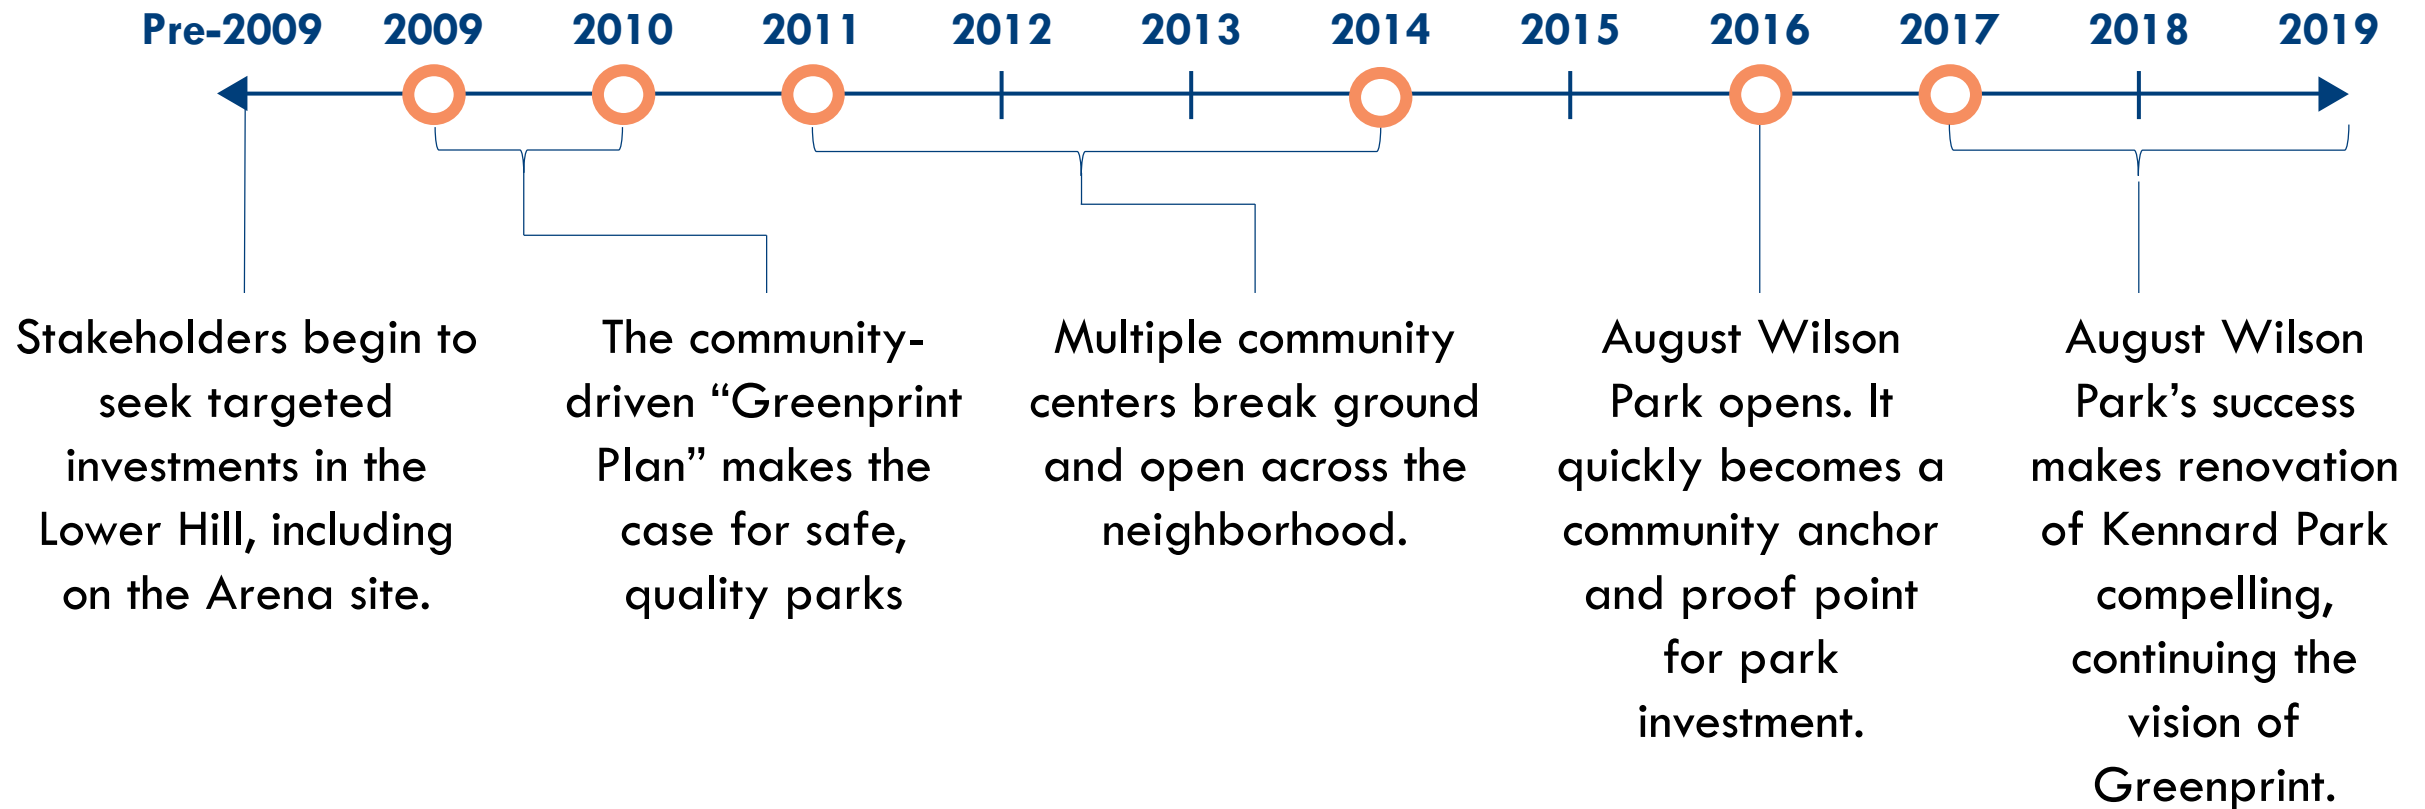 Pre-2009 2009 2010 2011 2012 2013 2014 2015 2016 2017 2018 2019
Stakeholders begin to
seek targeted
investments in the
Lower Hill, including
on the Arena site.
The community-
driven “Greenprint
Plan” makes the
case for safe,
quality parks
Multiple community
centers break ground
and open across the
neighborhood.
August Wilson
Park opens. It
quickly becomes a
community anchor
and proof point
for park
investment.
August Wilson
Park’s success
makes renovation
of Kennard Park
compelling,
continuing the
vision of
Greenprint.